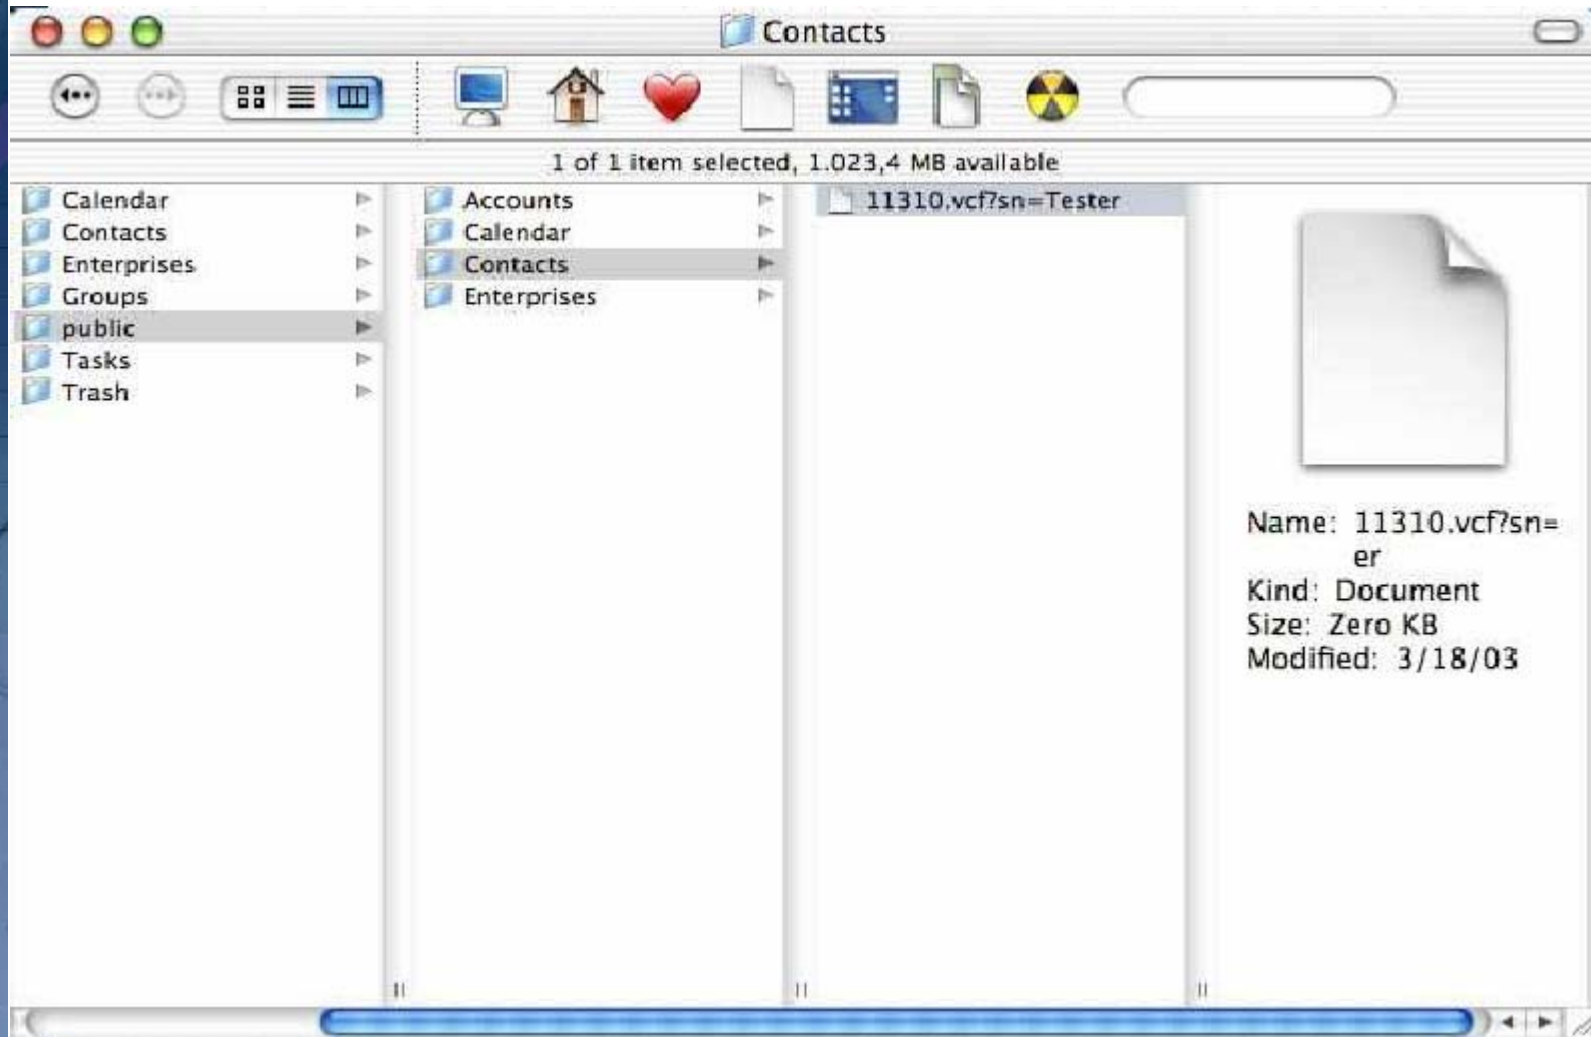 Contacts
1 of 1 item selected, 1.023,4 MB available
Calendar
Contacts
Enterprises
Groups
public
Tasks
Trash
Accounts
Calendar
Contacts
Enterprises
11310.vcf?sn=Tester
Name: 11310.vcf?sn=
er
Kind: Document
Size: Zero KB
Modified: 3/18/03